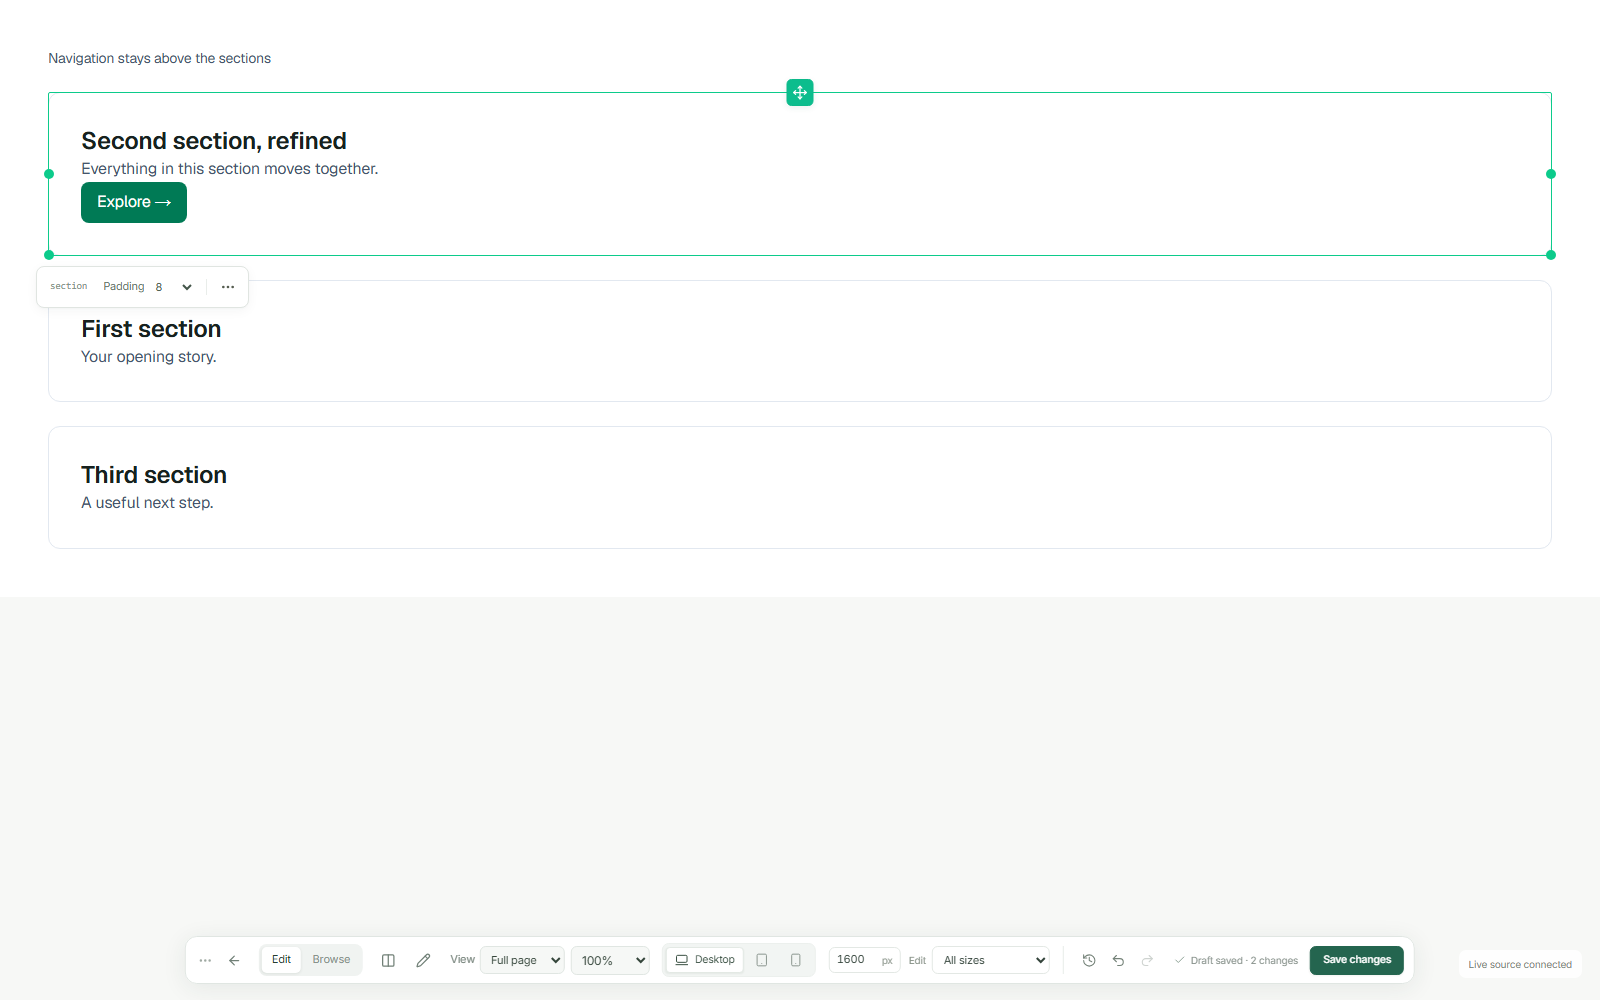 Navigation stays above the sections
Second section, refined
Everything in this section moves together.
Explore →
section Padding 8
First section
Your opening story.
Third section
A useful next step.
Edit Browse View Full page 100% Desktop 1600 px Edit All sizes Draft saved · 2 changes Save changes
Live source connected